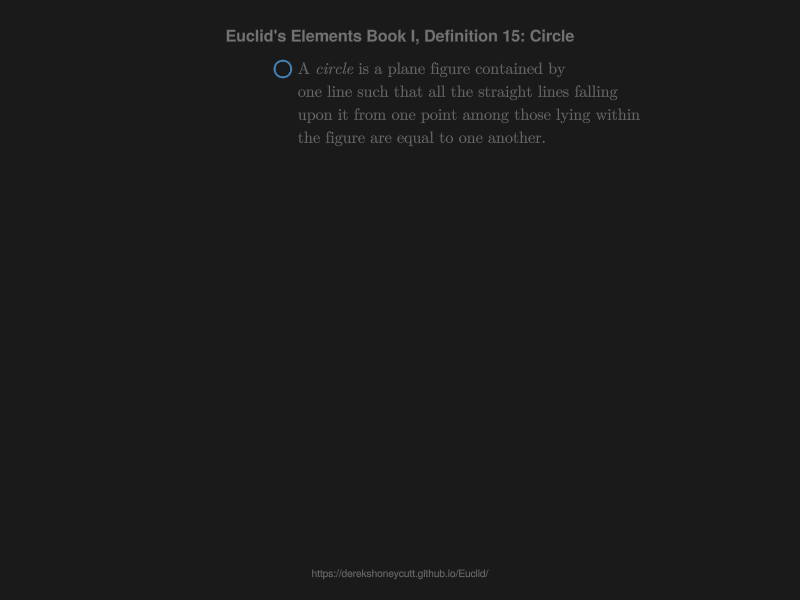 Euclid's Elements Book I, Definition 15: Circle
A circle is a plane figure contained by
one line such that all the straight lines falling
upon it from one point among those lying within
the figure are equal to one another.
https://derekshoneycutt.github.io/Euclid/